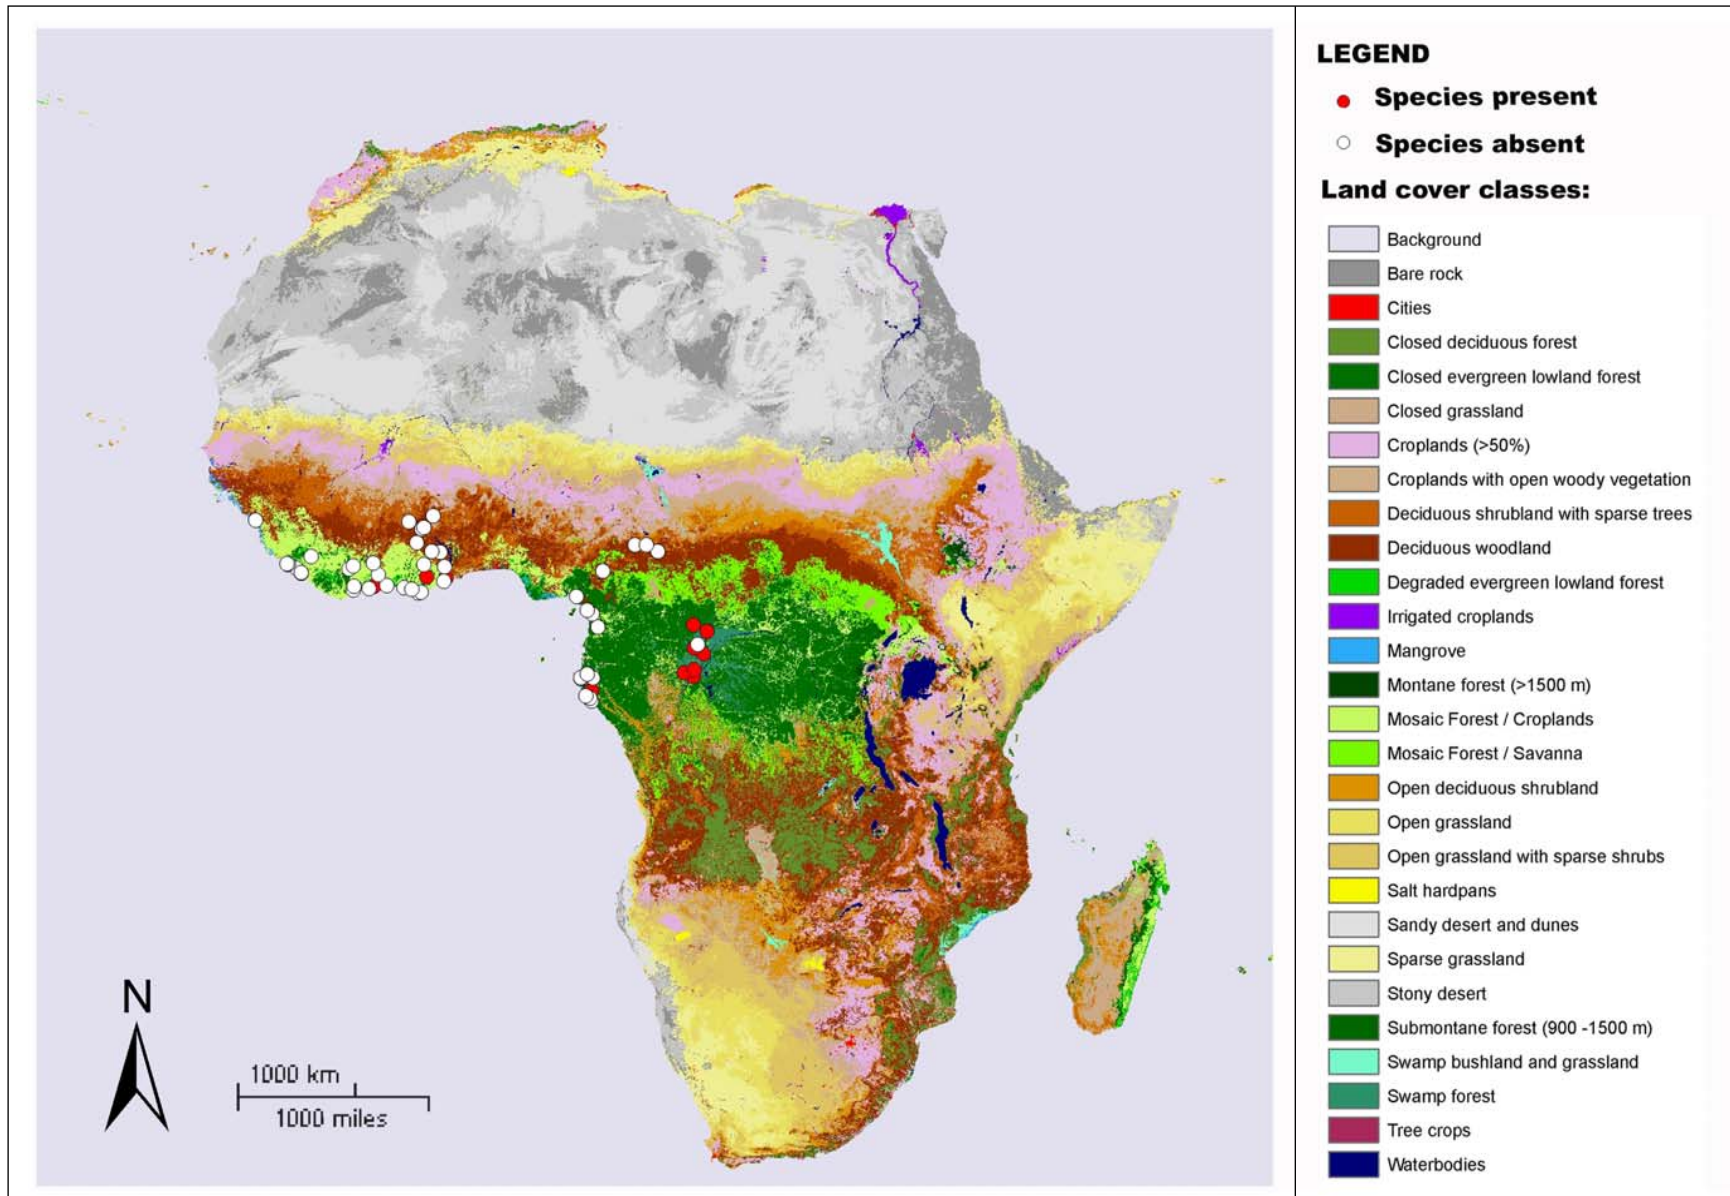 LEGEND
Species present
Species absent
Land cover classes:
Background
Bare rock
Cities
Closed deciduous forest
Closed evergreen lowland forest
Closed grassland
Croplands (>50%)
Croplands with open woody vegetation
Deciduous shrubland with sparse trees
Deciduous woodland
Degraded evergreen lowland forest
Irrigated croplands
Mangrove
Montane forest (>1500 m)
Mosaic Forest / Croplands
Mosaic Forest / Savanna
Open deciduous shrubland
Open grassland
Open grassland with sparse shrubs
Salt hardpans
Sandy desert and dunes
Sparse grassland
Stony desert
Submontane forest (900 -1500 m)
Swamp bushland and grassland
Swamp forest
Tree crops
Waterbodies
N
1000 km
1000 miles